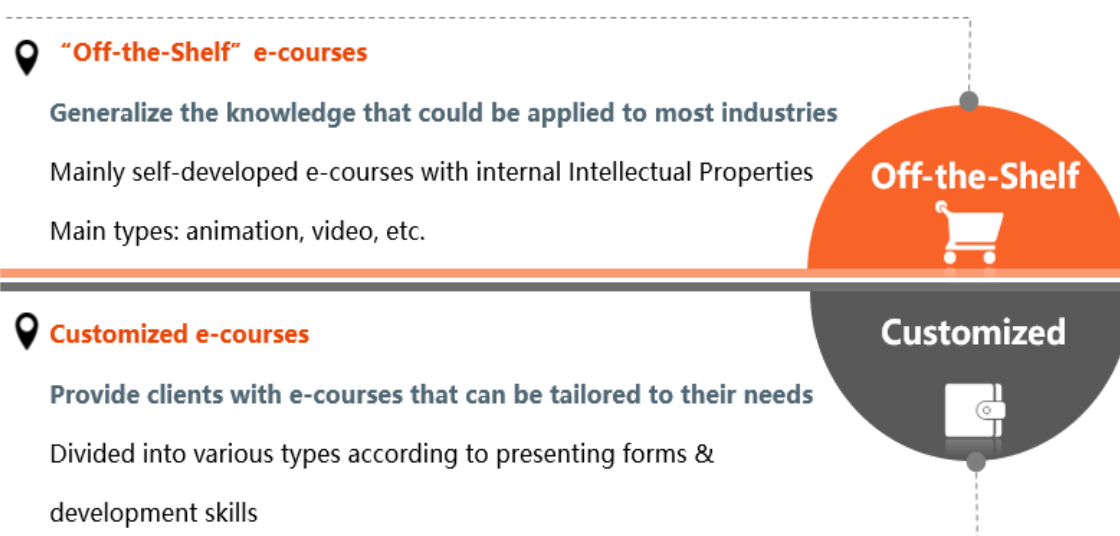 “Off-the-Shelf” e-courses
Generalize the knowledge that could be applied to most industries
Mainly self-developed e-courses with internal Intellectual Properties
Main types: animation, video, etc.
Off-the-Shelf
Customized e-courses
Provide clients with e-courses that can be tailored to their needs
Divided into various types according to presenting forms &
development skills
Customized